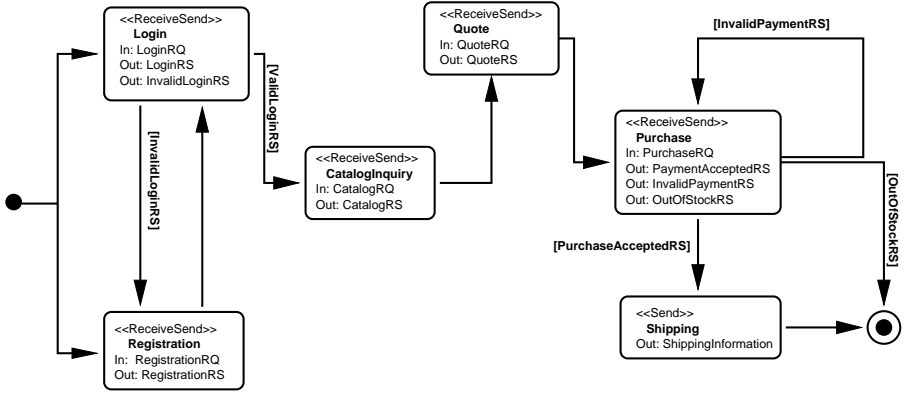 <<ReceiveSend>>
Login
In: LoginRQ
Out: LoginRS
Out: InvalidLoginRS
[ValidLoginRS]
[InvalidLoginRS]
<<ReceiveSend>>
Registration
In: RegistrationRQ
Out: RegistrationRS
<<ReceiveSend>>
CatalogInquiry
In: CatalogRQ
Out: CatalogRS
<<ReceiveSend>>
Quote
In: QuoteRQ
Out: QuoteRS
[InvalidPaymentRS]
<<ReceiveSend>>
Purchase
In: PurchaseRQ
Out: PaymentAcceptedRS
Out: InvalidPaymentRS
Out: OutOfStockRS
[OutOfStockRS]
[PurchaseAcceptedRS]
<<Send>>
Shipping
Out: ShippingInformation